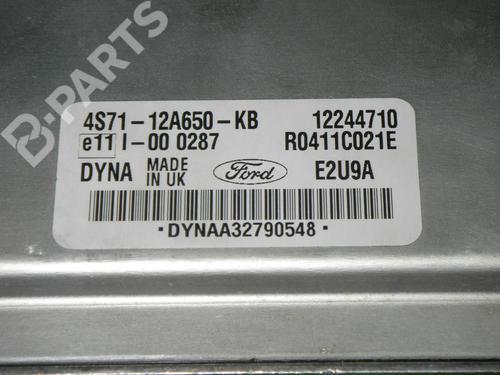 B-PARTS
4S71-12A650-KB 12244710
e11 I-00 0287 R0411C021E
DYNA MADE IN UK Ford E2U9A
·DYNAA32790548·